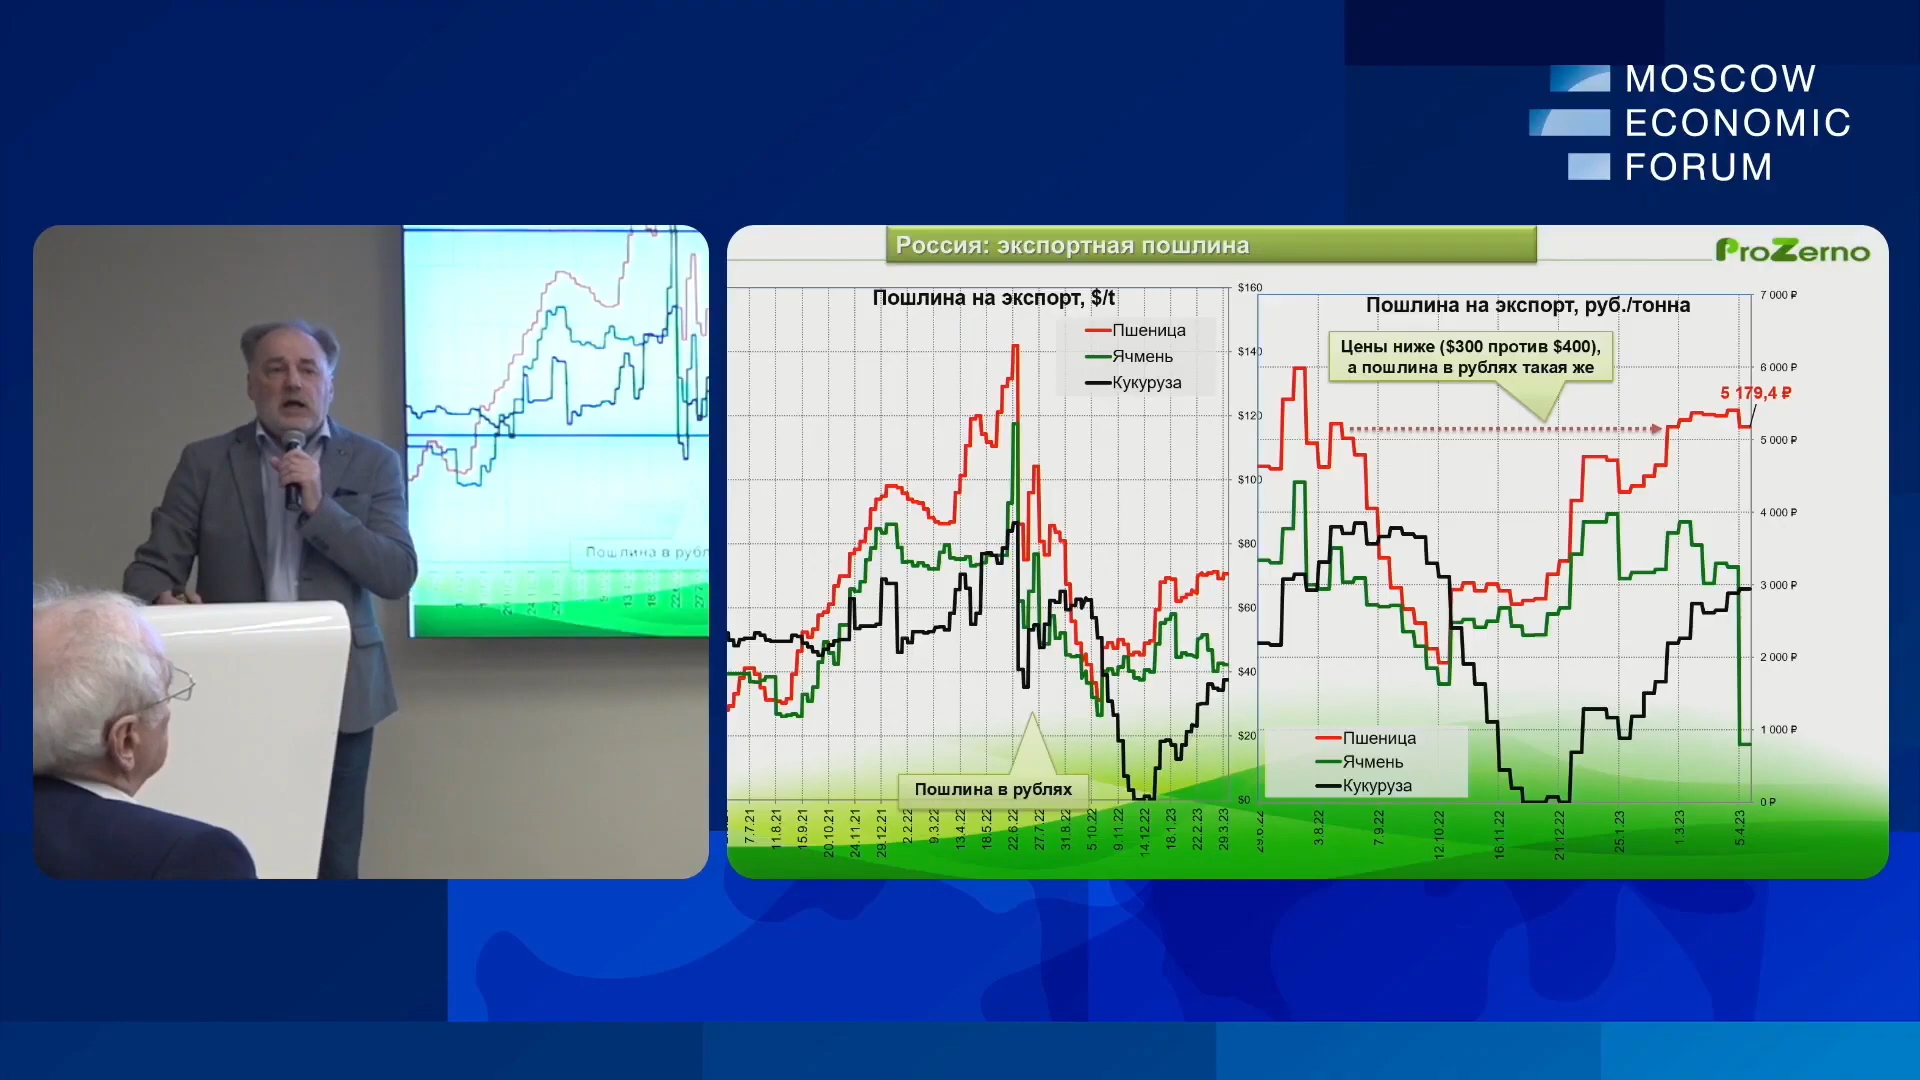 MOSCOW
ECONOMIC
FORUM
Россия: экспортная пошлина
ProZerno
Пошлина на экспорт, $/t
Пшеница
Ячмень
Кукуруза
$160
$140
$120
$100
$80
$60
$40
$20
$0
Пошлина в рублях
7.7.21
11.8.21
15.9.21
20.10.21
24.11.21
29.12.21
2.2.22
9.3.22
13.4.22
18.5.22
22.6.22
27.7.22
31.8.22
5.10.22
9.11.22
14.12.22
18.1.23
22.2.23
29.3.23
Пошлина на экспорт, руб./тонна
Цены ниже ($300 против $400),
а пошлина в рублях такая же
5 179,4 ₽
7 000 ₽
6 000 ₽
5 000 ₽
4 000 ₽
3 000 ₽
2 000 ₽
1 000 ₽
0 ₽
Пшеница
Ячмень
Кукуруза
29.6.22
3.8.22
7.9.22
12.10.22
16.11.22
21.12.22
25.1.23
1.3.23
5.4.23
Пошлина в рубл